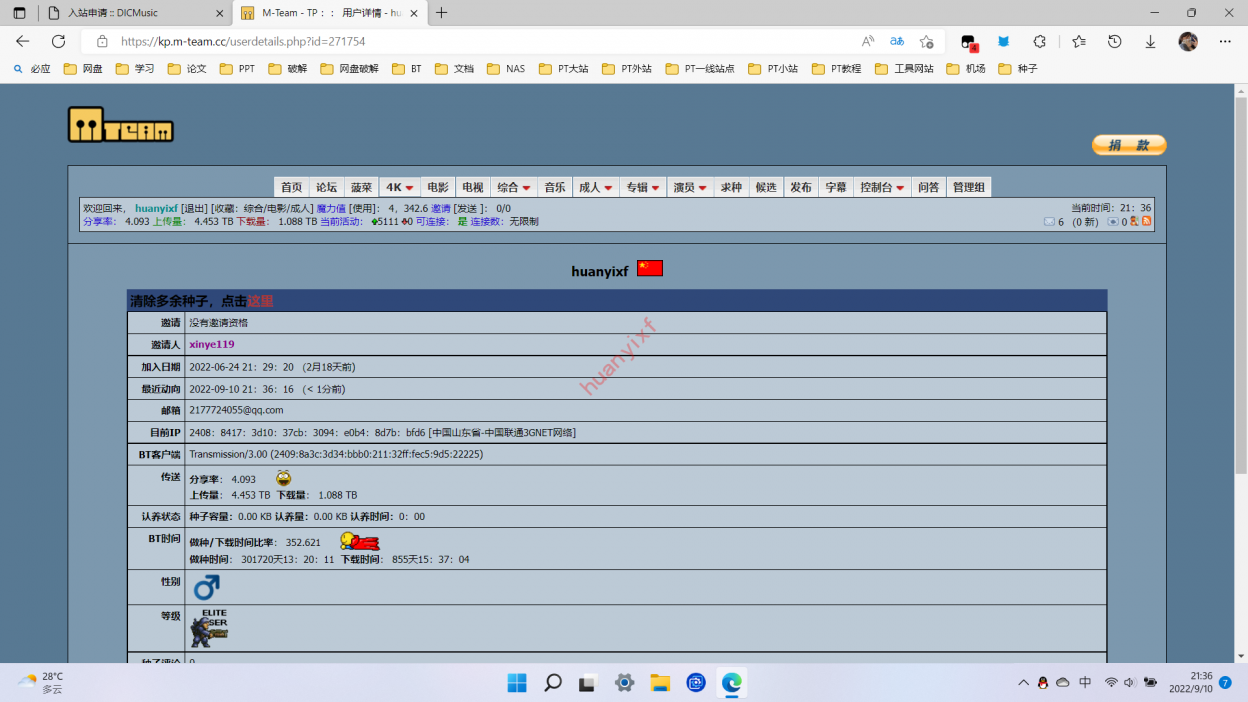 入站申请 :: DICMusic
M-Team - TP :: 用户详情 - hu
https://kp.m-team.cc/userdetails.php?id=271754
必应 网盘 学习 论文 PPT 破解 网盘破解 BT 文档 NAS PT大站 PT外站 PT一线站点 PT小站 PT教程 工具网站 机场 种子
M TEAM
捐 款
首页 论坛 菠菜 4K 电影 电视 综合 音乐 成人 专辑 演员 求种 候选 发布 字幕 控制台 问答 管理组
欢迎回来, huanyixf [退出] [收藏: 综合/电影/成人] 魔力值 [使用]: 4, 342.6 邀请 [发送 ]: 0/0 当前时间: 21: 36
分享率: 4.093 上传量: 4.453 TB 下载量: 1.088 TB 当前活动: 5111 0 可连接: 是 连接数: 无限制 6 (0 新) 0
huanyixf
清除多余种子，点击这里
邀请 没有邀请资格
邀请人 xinye119
加入日期 2022-06-24 21: 29: 20 (2月18天前)
最近动向 2022-09-10 21: 36: 16 (< 1分前)
邮箱 2177724055@qq.com
目前IP 2408: 8417: 3d10: 37cb: 3094: e0b4: 8d7b: bfd6 [中国山东省-中国联通3GNET网络]
BT客户端 Transmission/3.00 (2409:8a3c:3d34:bbb0:211:32ff:fec5:9d5:22225)
传送 分享率: 4.093
上传量: 4.453 TB 下载量: 1.088 TB
认养状态 种子容量: 0.00 KB 认养量: 0.00 KB 认养时间: 0: 00
BT时间 做种/下载时间比率: 352.621
做种时间: 301720天13: 20: 11 下载时间: 855天15: 37: 04
性别
等级 ELITE
SER
种子评论 0
huanyixf
28°C
多云
中
21:36
2022/9/10
7
4